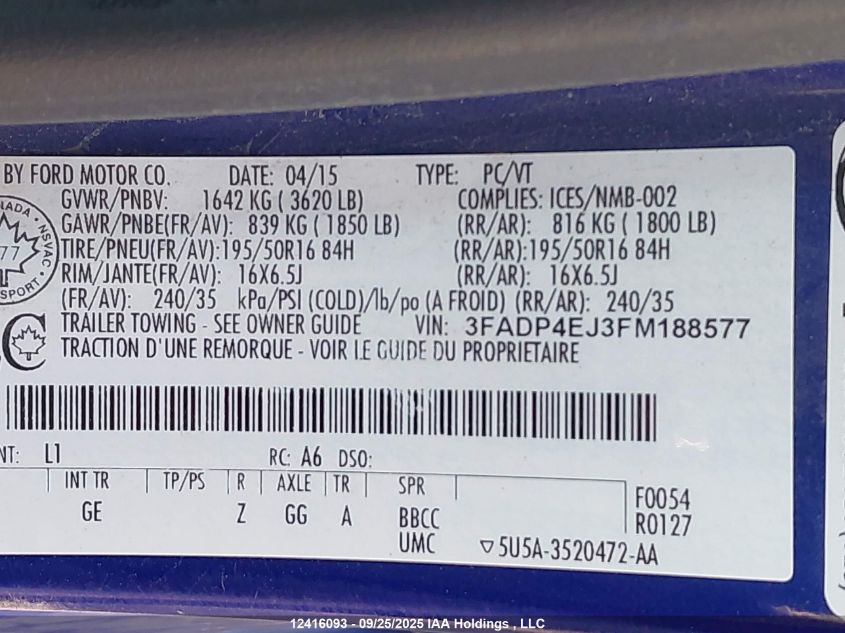 BY FORD MOTOR CO. DATE: 04/15 TYPE: PC/VT
GVWR/PNBV: 1642 KG ( 3620 LB) COMPLIES: ICES/NMB-002
GAWR/PNBE(FR/AV): 839 KG ( 1850 LB) (RR/AR): 816 KG ( 1800 LB)
TIRE/PNEU(FR/AV):195/50R16 84H (RR/AR):195/50R16 84H
RIM/JANTE(FR/AV): 16X6.5J (RR/AR): 16X6.5J
(FR/AV): 240/35 kPa/PSI (COLD)/lb/po (A FROID) (RR/AR): 240/35
TRAILER TOWING - SEE OWNER GUIDE VIN: 3FADP4EJ3FM188577
TRACTION D'UNE REMORQUE - VOIR LE GUIDE DU PROPRIETAIRE
NSVAC
77
NT: L1 RC: A6 DSO:
INT TR TP/PS R AXLE TR SPR
GE Z GG A BBCC
UMC
F0054
R0127
▽5U5A-3520472-AA
12416093 - 09/25/2025 IAA Holdings , LLC